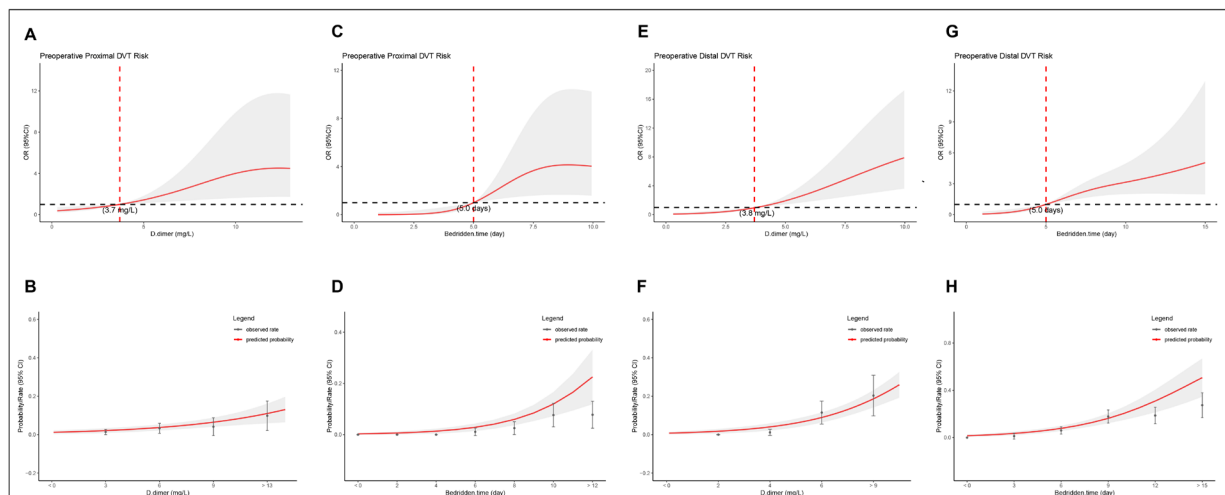 A
Preoperative Proximal DVT Risk
OR (95%CI)
12
8
4
0
(3.7 mg/L)
0
5
10
D.dimer (mg/L)
C
Preoperative Proximal DVT Risk
OR (95%CI)
12
8
4
0
(5.0 days)
0.0
2.5
5.0
7.5
10.0
Bedridden.time (day)
E
Preoperative Distal DVT Risk
OR (95%CI)
20
16
12
8
4
0
(3.8 mg/L)
0.0
2.5
5.0
7.5
10.0
D.dimer (mg/L)
G
Preoperative Distal DVT Risk
OR (95%CI)
12
9
6
3
0
(5.0 days)
0
5
10
15
Bedridden.time (day)
B
Legend
observed rate
predicted probability
Probability/Rate (95% CI)
0.6
0.4
0.2
0.0
-0.2
< 0
3
6
9
> 13
D.dimer (mg/L)
D
Legend
observed rate
predicted probability
Probability/Rate (95% CI)
0.4
0.2
0.0
< 0
2
4
6
8
10
> 12
Bedridden.time (day)
F
Legend
observed rate
predicted probability
Probability/Rate (95% CI)
0.6
0.4
0.2
0.0
-0.2
< 0
2
4
6
> 9
D.dimer (mg/L)
H
Legend
observed rate
predicted probability
Probability/Rate (95% CI)
0.8
0.4
0.0
< 0
3
6
9
12
> 15
Bedridden.time (day)